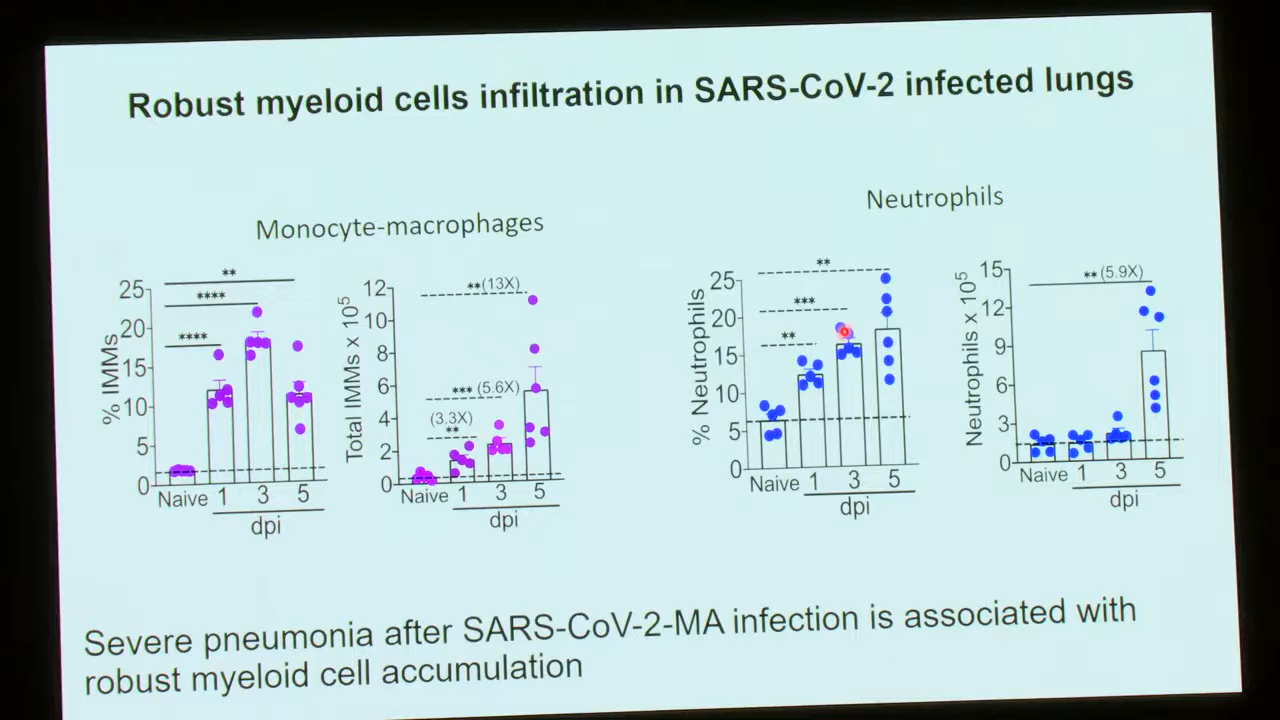 Robust myeloid cells infiltration in SARS-CoV-2 infected lungs
Monocyte-macrophages
Neutrophils
% IMMs
25
20
15
10
5
0
**
****
****
Naive 1 3 5
dpi
Total IMMs x 10⁵
12
10
8
6
4
2
0
**(13X)
*** (5.6X)
(3.3X)
**
Naive 1 3 5
dpi
% Neutrophils
25
20
15
10
5
0
**
***
**
Naive 1 3 5
dpi
Neutrophils x 10⁵
15
12
9
6
3
0
**(5.9X)
Naive 1 3 5
dpi
Severe pneumonia after SARS-CoV-2-MA infection is associated with
robust myeloid cell accumulation